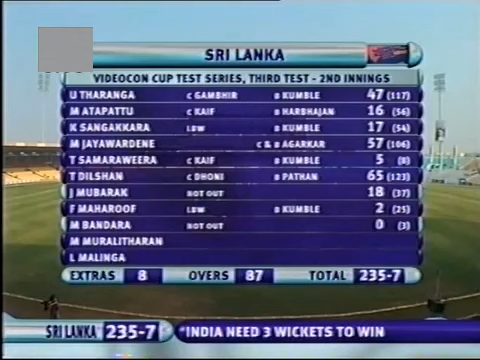 SRI LANKA
VIDEOCON CUP TEST SERIES, THIRD TEST - 2ND INNINGS
U THARANGA C GAMBHIR B KUMBLE 47 (117)
M ATAPATTU C KAIF B HARBHAJAN 16 (56)
K SANGAKKARA LBW B KUMBLE 17 (54)
M JAYAWARDENE C & B AGARKAR 57 (106)
T SAMARAWEERA C KAIF B KUMBLE 5 (8)
T DILSHAN C DHONI B PATHAN 65 (123)
J MUBARAK NOT OUT 18 (37)
F MAHAROOF LBW B KUMBLE 2 (25)
M BANDARA NOT OUT 0 (3)
M MURALITHARAN
L MALINGA
EXTRAS 8 OVERS 87 TOTAL 235-7
SRI LANKA 235-7 *INDIA NEED 3 WICKETS TO WIN